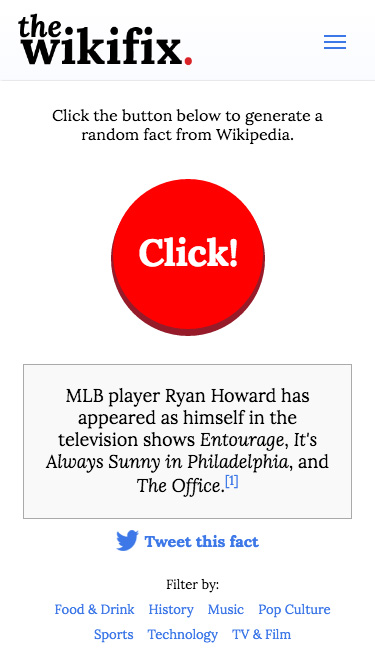 the
wikifix.
Click the button below to generate a
random fact from Wikipedia.
Click!
MLB player Ryan Howard has
appeared as himself in the
television shows Entourage, It's
Always Sunny in Philadelphia, and
The Office.[1]
Tweet this fact
Filter by:
Food & Drink History Music Pop Culture
Sports Technology TV & Film